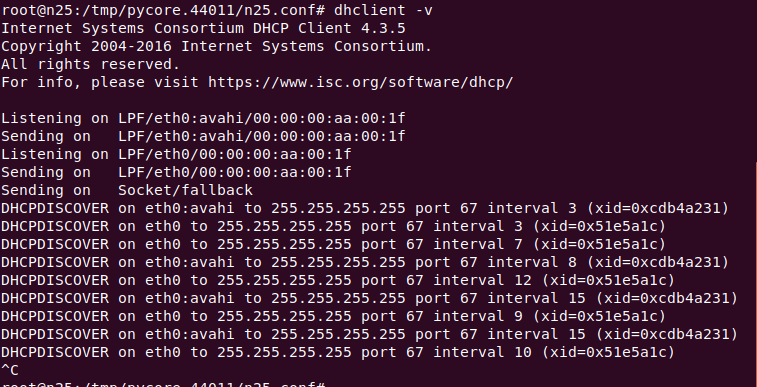 root@n25:/tmp/pycore.44011/n25.conf# dhclient -v
Internet Systems Consortium DHCP Client 4.3.5
Copyright 2004-2016 Internet Systems Consortium.
All rights reserved.
For info, please visit https://www.isc.org/software/dhcp/

Listening on LPF/eth0:avahi/00:00:00:aa:00:1f
Sending on   LPF/eth0:avahi/00:00:00:aa:00:1f
Listening on LPF/eth0/00:00:00:aa:00:1f
Sending on   LPF/eth0/00:00:00:aa:00:1f
Sending on   Socket/fallback
DHCPDISCOVER on eth0:avahi to 255.255.255.255 port 67 interval 3 (xid=0xcdb4a231)
DHCPDISCOVER on eth0 to 255.255.255.255 port 67 interval 3 (xid=0x51e5a1c)
DHCPDISCOVER on eth0 to 255.255.255.255 port 67 interval 7 (xid=0x51e5a1c)
DHCPDISCOVER on eth0:avahi to 255.255.255.255 port 67 interval 8 (xid=0xcdb4a231)
DHCPDISCOVER on eth0 to 255.255.255.255 port 67 interval 12 (xid=0x51e5a1c)
DHCPDISCOVER on eth0:avahi to 255.255.255.255 port 67 interval 15 (xid=0xcdb4a231)
DHCPDISCOVER on eth0 to 255.255.255.255 port 67 interval 9 (xid=0x51e5a1c)
DHCPDISCOVER on eth0:avahi to 255.255.255.255 port 67 interval 15 (xid=0xcdb4a231)
DHCPDISCOVER on eth0 to 255.255.255.255 port 67 interval 10 (xid=0x51e5a1c)
^C
root@n25:/tmp/pycore.44011/n25.conf#